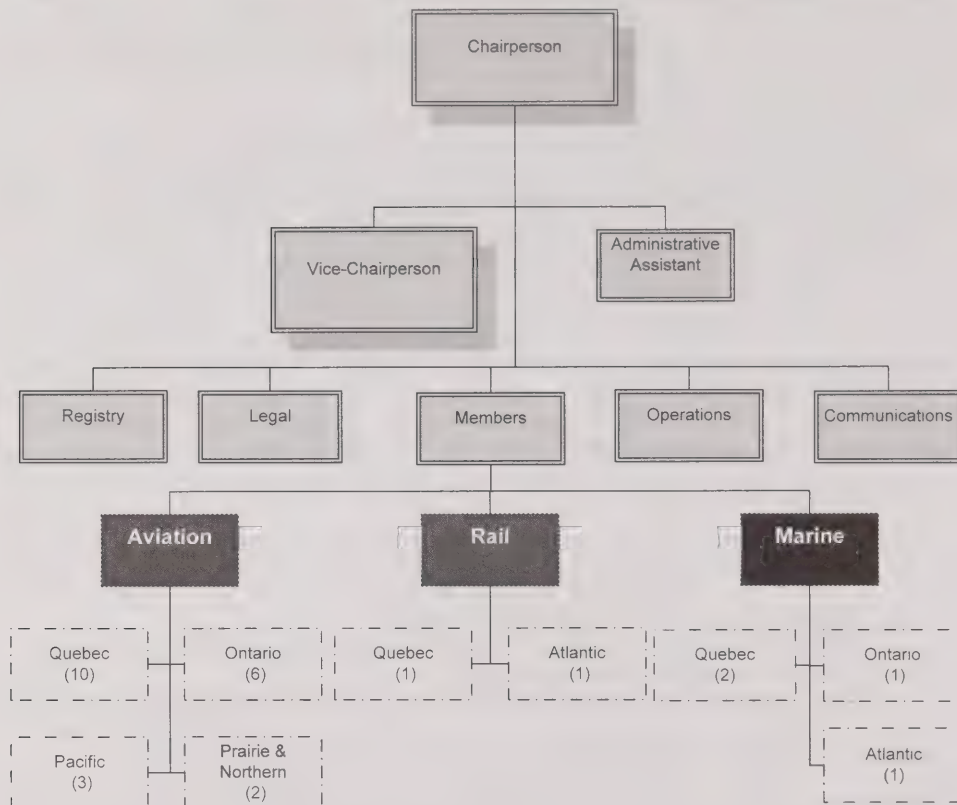 Chairperson
Vice-Chairperson
Administrative
Assistant
Registry
Legal
Members
Operations
Communications
Aviation
Rail
Marine
Quebec
(10)
Ontario
(6)
Quebec
(1)
Atlantic
(1)
Quebec
(2)
Ontario
(1)
Pacific
(3)
Prairie &
Northern
(2)
Atlantic
(1)